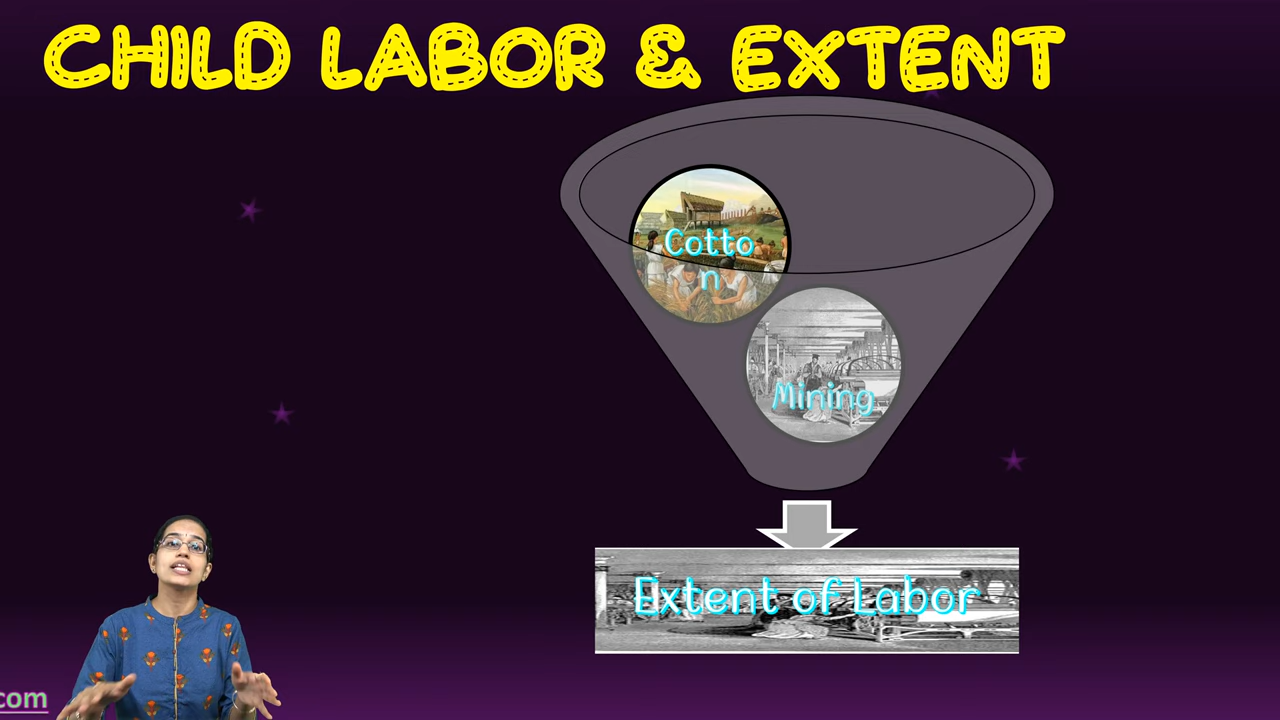 CHILD LABOR & EXTENT
Cotto
n
Mining
Extent of Labor
com